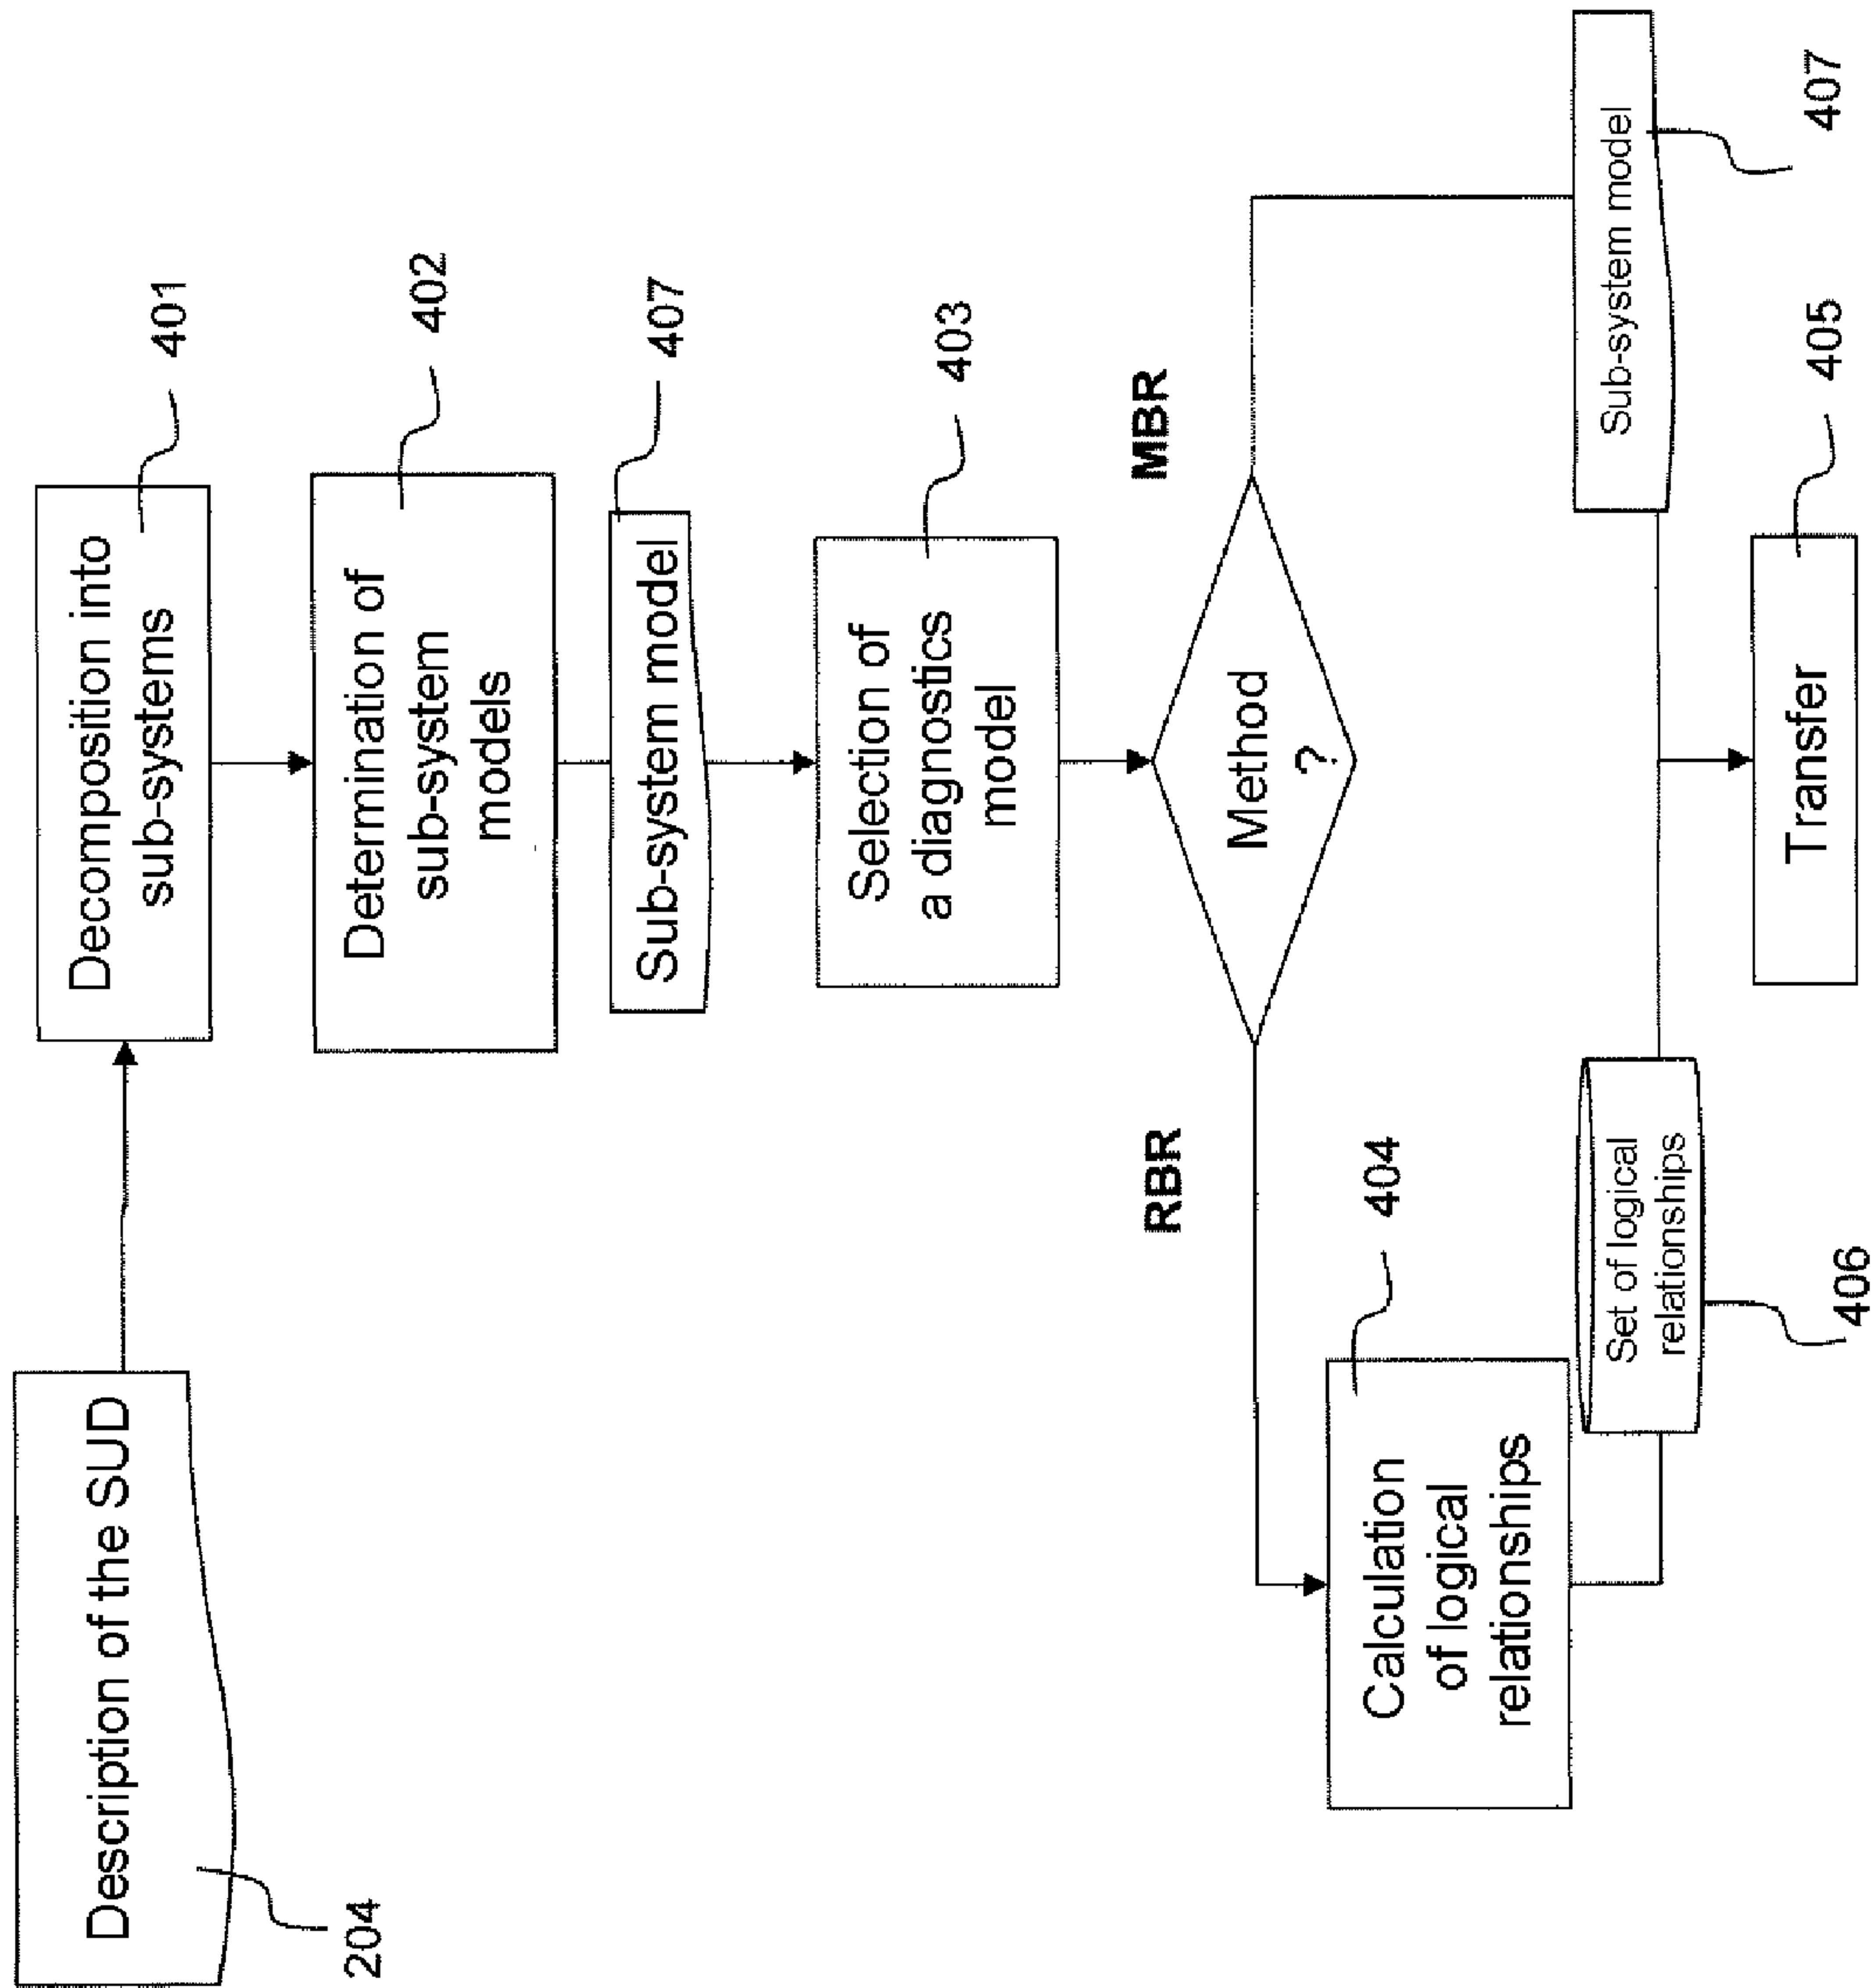 Description of the SUD
204
Decomposition into
sub-systems
401
Determination of
sub-system
models
402
Sub-system model
407
Selection of
a diagnostics
model
403
Method
?
RBR
MBR
Calculation
of logical
relationships
404
Set of logical
relationships
406
Sub-system model
407
Transfer
405